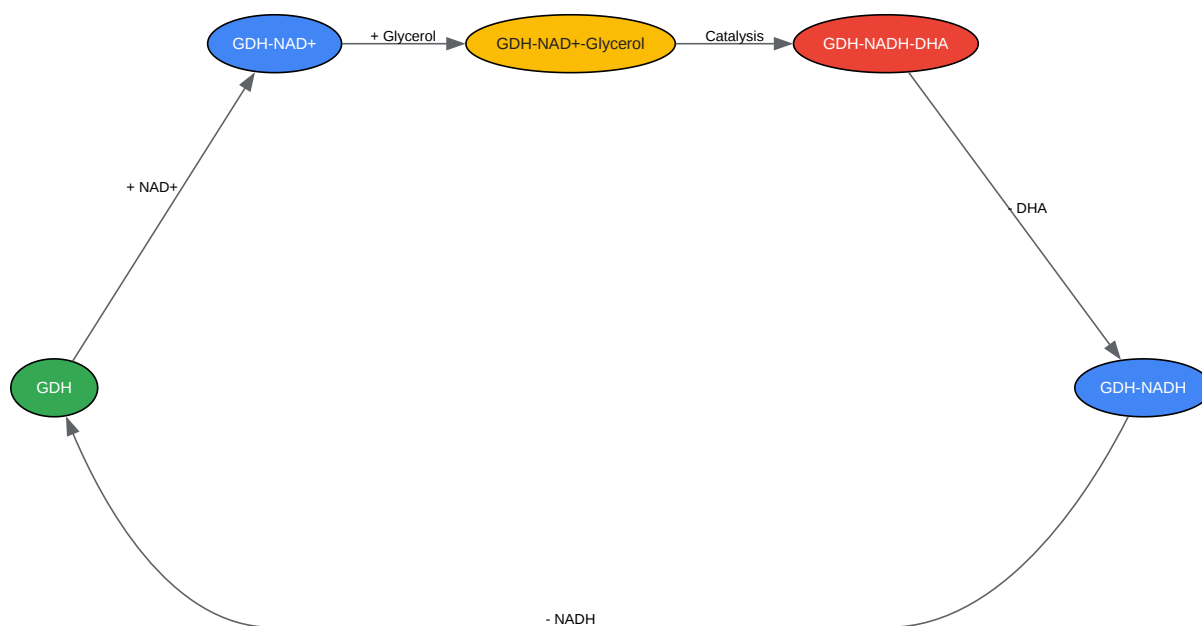 GDH-NAD+
+ Glycerol
GDH-NAD+-Glycerol
Catalysis
GDH-NADH-DHA
+ NAD+
- DHA
GDH
GDH-NADH
- NADH